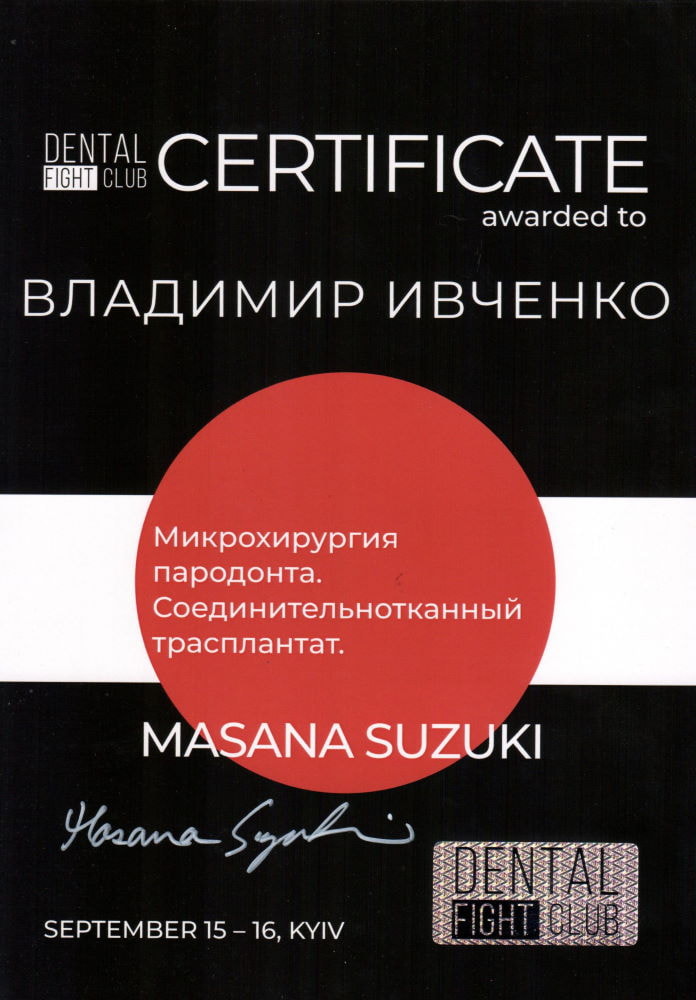 DENTAL
FIGHT CLUB
CERTIFICATE
awarded to
ВЛАДИМИР ИВЧЕНКО
Микрохирургия
пародонта.
Соединительнотканный
трасплантат.
MASANA SUZUKI
Masana Suzuki
SEPTEMBER 15 – 16, KYIV
DENTAL
FIGHT CLUB